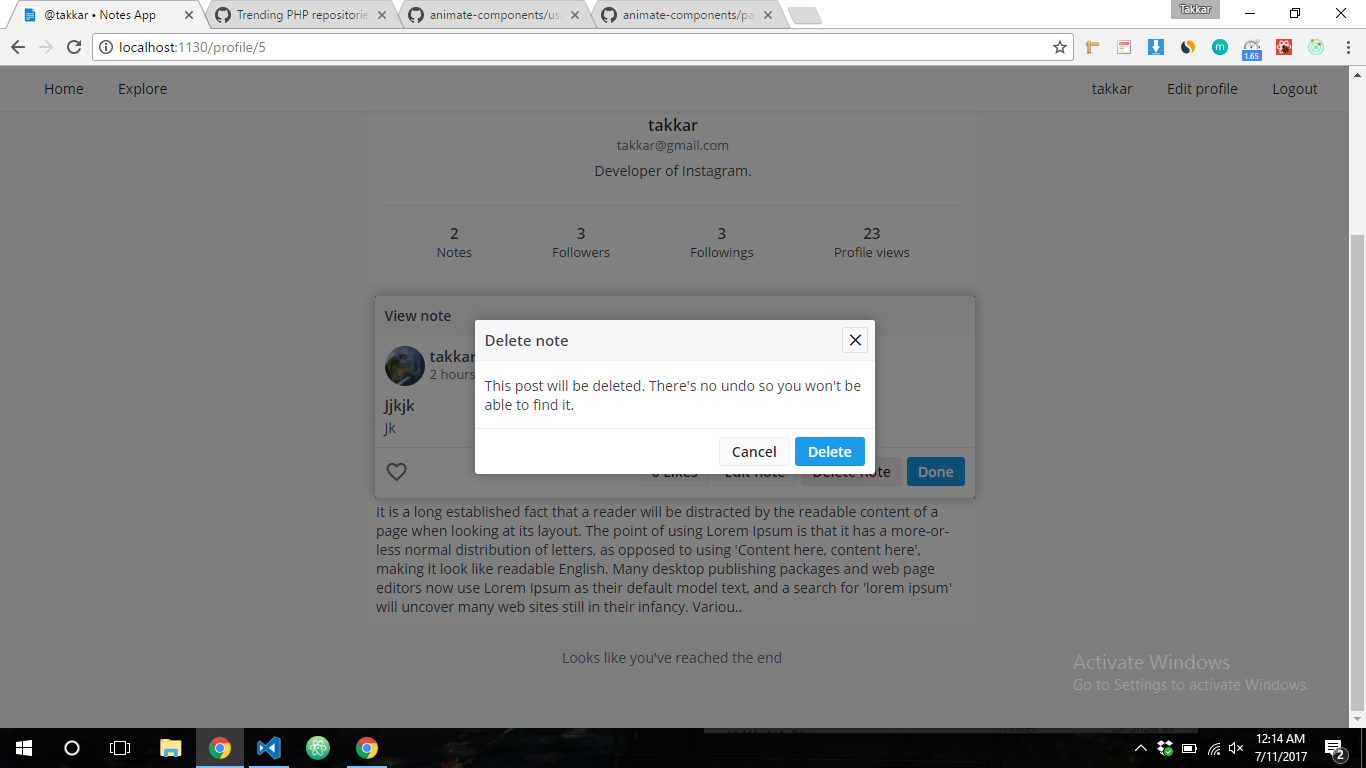 @takkar • Notes App
Trending PHP repositorie
animate-components/us
animate-components/pa
Takkar
localhost:1130/profile/5
m
1.65
Home
Explore
takkar
Edit profile
Logout
takkar
takkar@gmail.com
Developer of Instagram.
2
3
3
23
Notes
Followers
Followings
Profile views
View note
Delete note
takkar
2 hours
This post will be deleted. There's no undo so you won't be
able to find it.
Jjkjk
Jk
Cancel
Delete
0 Likes
Edit note
Delete note
Done
It is a long established fact that a reader will be distracted by the readable content of a
page when looking at its layout. The point of using Lorem Ipsum is that it has a more-or-
less normal distribution of letters, as opposed to using 'Content here, content here',
making it look like readable English. Many desktop publishing packages and web page
editors now use Lorem Ipsum as their default model text, and a search for 'lorem ipsum'
will uncover many web sites still in their infancy. Variou..
Looks like you've reached the end
Activate Windows
Go to Settings to activate Windows.
12:14 AM
7/11/2017
2